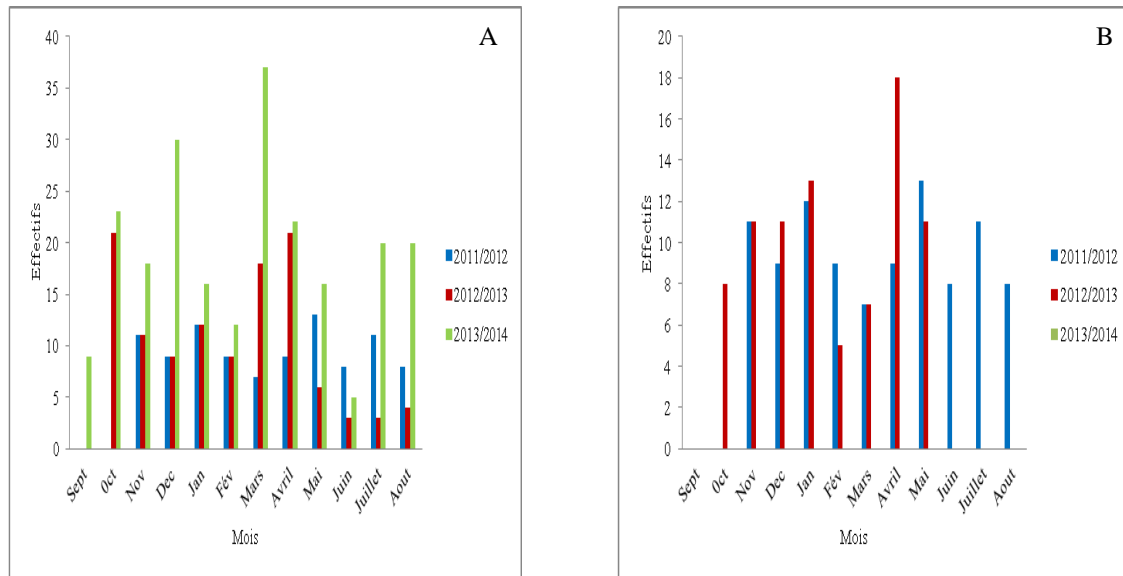 A
40
35
30
25
20
15
10
5
0
Effectifs
Sept
0ct
Nov
Dec
Jan
Fév
Mars
Avril
Mai
Juin
Juillet
Aout
Mois
2011/2012
2012/2013
2013/2014
B
20
18
16
14
12
10
8
6
4
2
0
Effectifs
Sept
0ct
Nov
Dec
Jan
Fév
Mars
Avril
Mai
Juin
Juillet
Aout
Mois
2011/2012
2012/2013
2013/2014